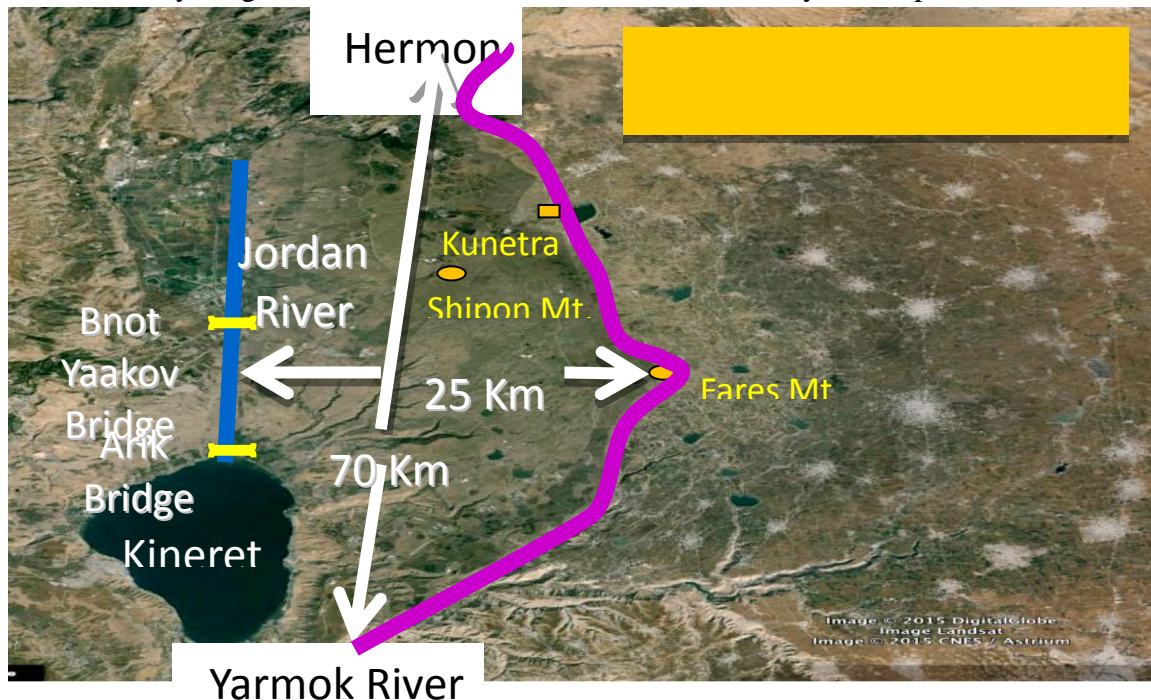 Hermon
Kunetra
Jordan
River
Shipon Mt.
Bnot
Yaakov
Bridge
25 Km
Fares Mt
Arik
Bridge
70 Km
Kineret
Image © 2015 DigitalGlobe
Image Landsat
Image © 2015 CNES / Astrium
Yarmok River